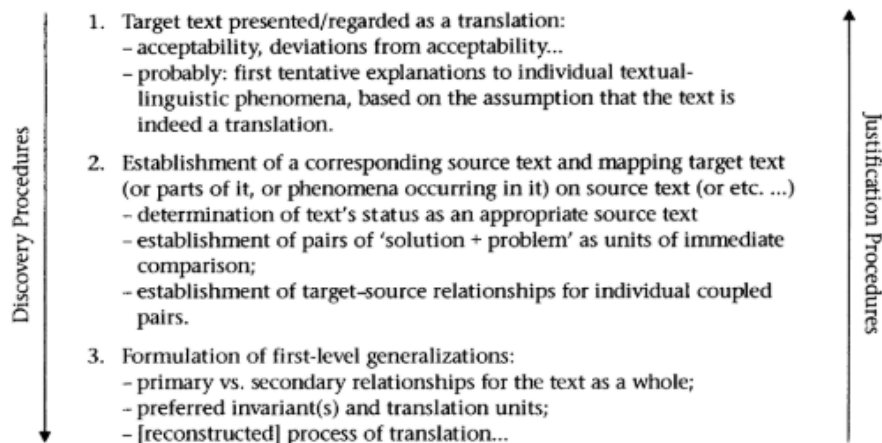 Discovery Procedures
1. Target text presented/regarded as a translation:
– acceptability, deviations from acceptability...
– probably: first tentative explanations to individual textual-
linguistic phenomena, based on the assumption that the text is
indeed a translation.
2. Establishment of a corresponding source text and mapping target text
(or parts of it, or phenomena occurring in it) on source text (or etc. ...)
– determination of text's status as an appropriate source text
– establishment of pairs of ‘solution + problem’ as units of immediate
comparison;
– establishment of target–source relationships for individual coupled
pairs.
3. Formulation of first-level generalizations:
– primary vs. secondary relationships for the text as a whole;
– preferred invariant(s) and translation units;
– [reconstructed] process of translation...
Justification Procedures